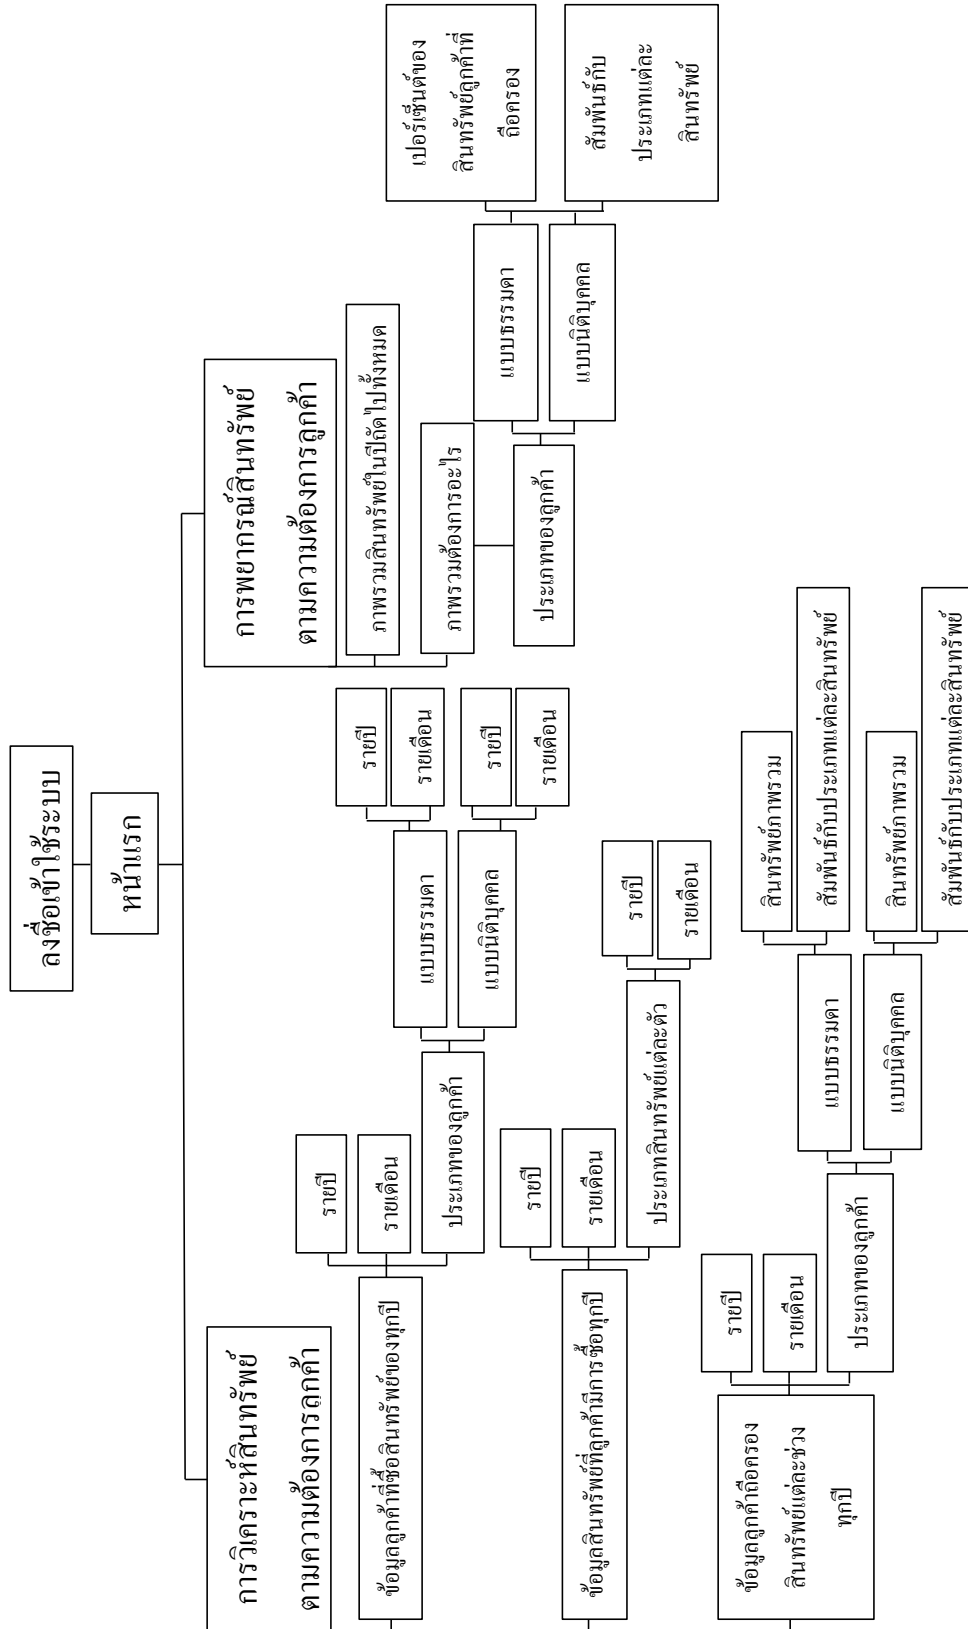 ลงชื่อเข้าใช้ระบบ
หน้าแรก
การวิเคราะห์สินทรัพย์
ตามความต้องการลูกค้า
ข้อมูลลูกค้าที่ซื้อสินทรัพย์ของทุกปี
รายปี
รายเดือน
ประเภทของลูกค้า
แบบธรรมดา
รายปี
รายเดือน
แบบนิติบุคคล
รายปี
รายเดือน
ข้อมูลสินทรัพย์ที่ลูกค้ามีการซื้อทุกปี
รายปี
รายเดือน
ประเภทสินทรัพย์แต่ละตัว
รายปี
รายเดือน
ข้อมูลลูกค้าถือครอง
สินทรัพย์แต่ละช่วง
ทุกปี
รายปี
รายเดือน
ประเภทของลูกค้า
แบบธรรมดา
สินทรัพย์ภาพรวม
สัมพันธ์กับประเภทแต่ละสินทรัพย์
แบบนิติบุคคล
สินทรัพย์ภาพรวม
สัมพันธ์กับประเภทแต่ละสินทรัพย์
การพยากรณ์สินทรัพย์
ตามความต้องการลูกค้า
ภาพรวมสินทรัพย์ในปีถัดไปทั้งหมด
ภาพรวมต้องการอะไร
ประเภทของลูกค้า
แบบธรรมดา
แบบนิติบุคคล
เปอร์เซ็นต์ของ
สินทรัพย์ลูกค้าที่
ถือครอง
สัมพันธ์กับ
ประเภทแต่ละ
สินทรัพย์